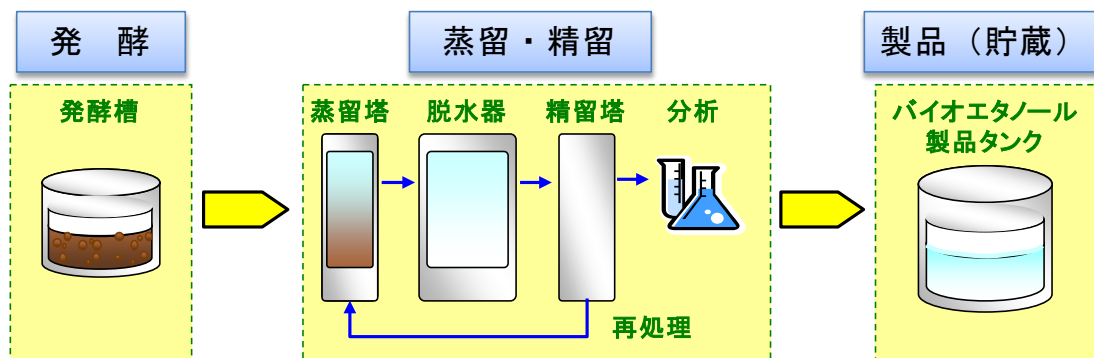 発　酵
蒸留・精留
製品（貯蔵）
発酵槽
蒸留塔
脱水器
精留塔
分析
再処理
バイオエタノール
製品タンク